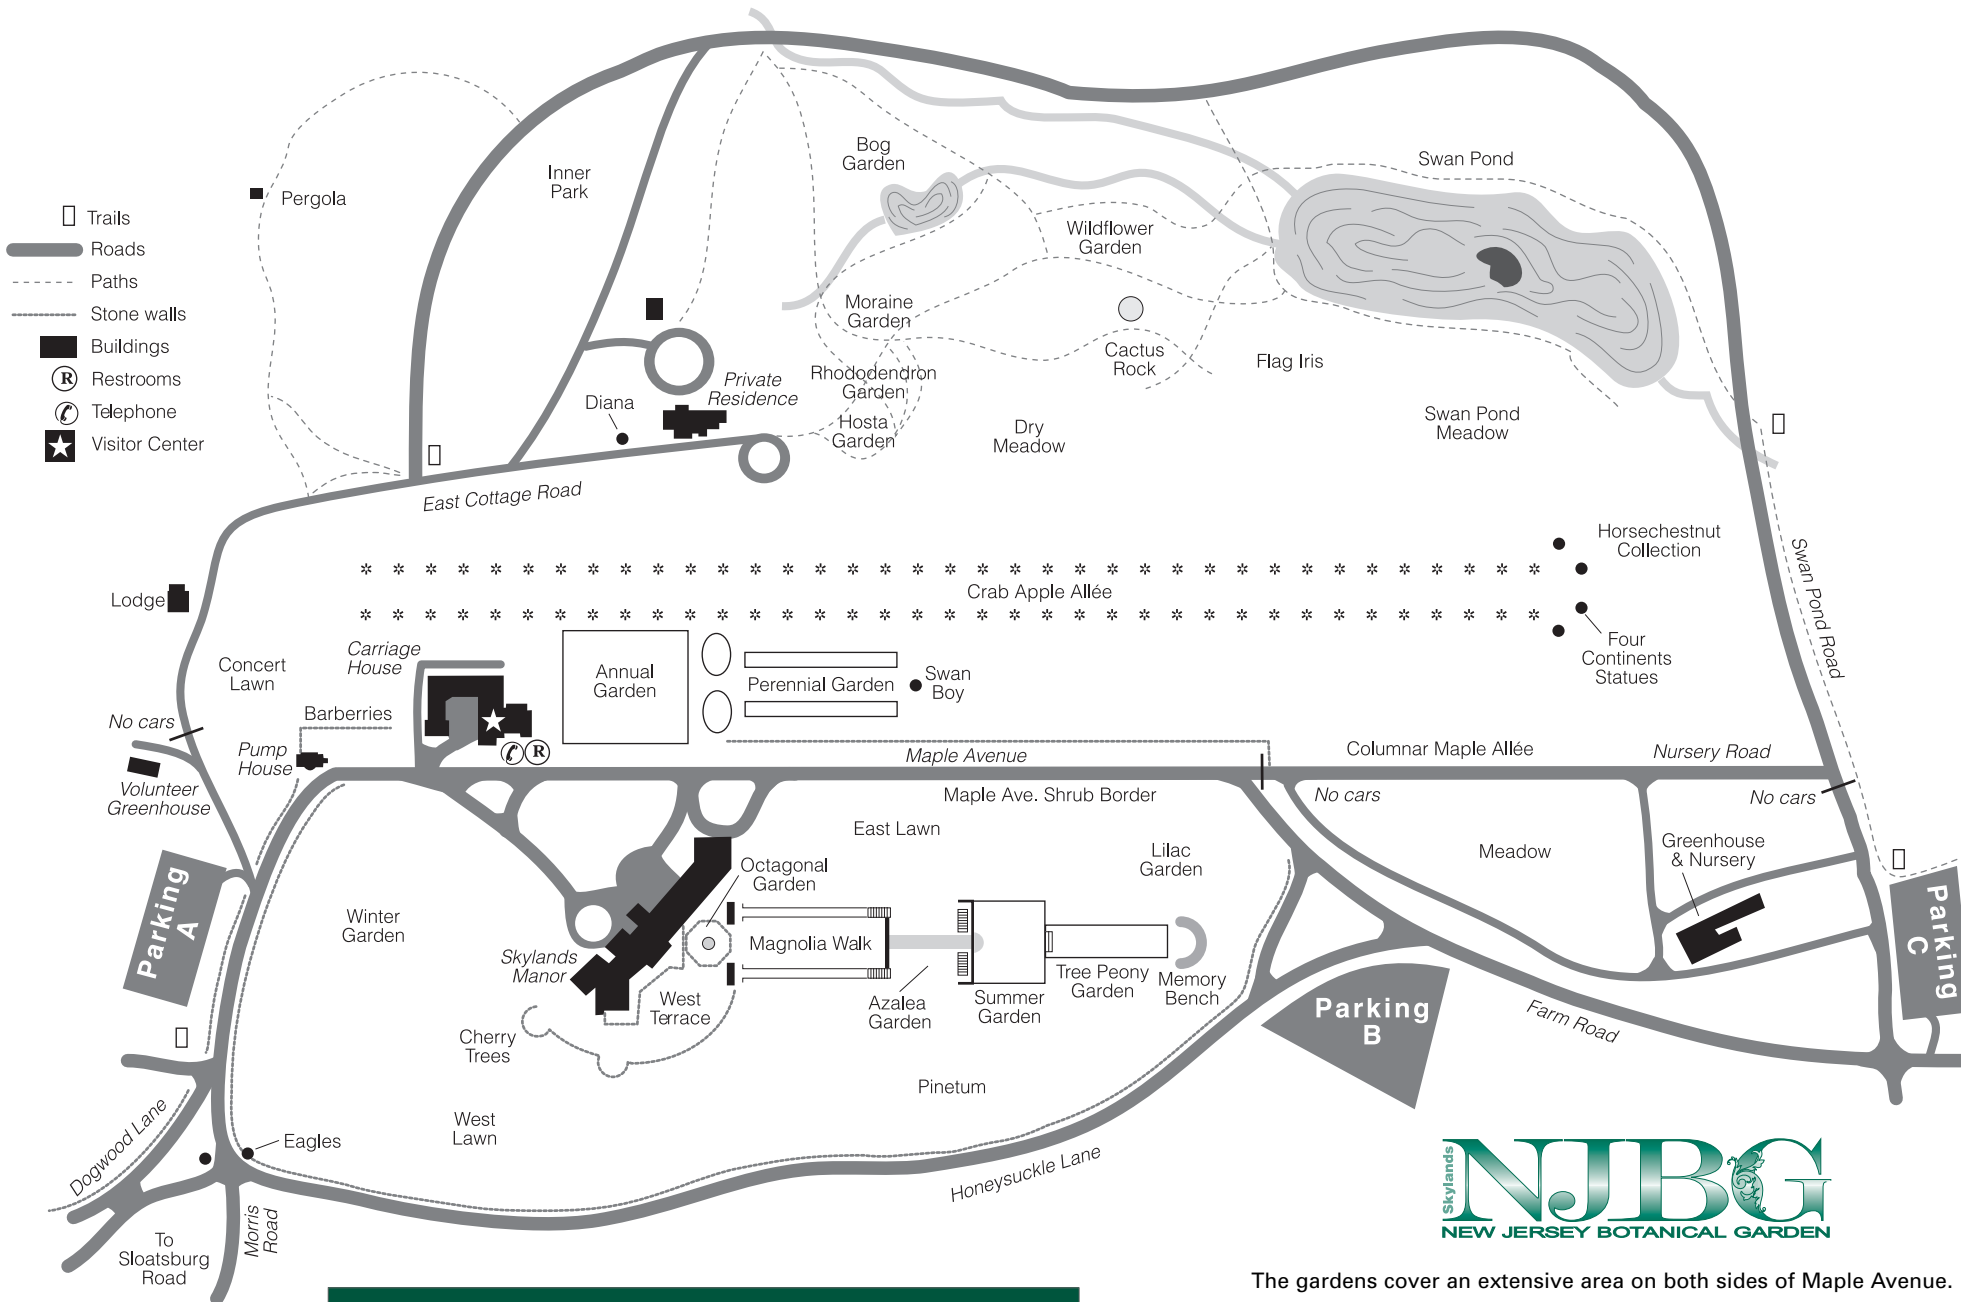 Bog
Garden
Swan Pond
Inner
Park
Pergola
Trails
Roads
Paths
Stone walls
Buildings
R
Restrooms
Telephone
Visitor Center
Wildflower
Garden
Moraine
Garden
Cactus
Rock
Flag Iris
Rhododendron
Garden
Private
Residence
Diana
Hosta
Garden
Dry
Meadow
Swan Pond
Meadow
East Cottage Road
Horsechestnut
Collection
Swan Pond Road
Crab Apple Allée
Lodge
Four
Continents
Statues
Carriage
House
Concert
Lawn
Annual
Garden
Perennial Garden
Swan
Boy
Barberries
No cars
Pump
House
R
Maple Avenue
Columnar Maple Allée
Nursery Road
Volunteer
Greenhouse
Maple Ave. Shrub Border
No cars
No cars
East Lawn
Lilac
Garden
Meadow
Greenhouse
& Nursery
Octagonal
Garden
Parking
A
Winter
Garden
Magnolia Walk
Skylands
Manor
West
Terrace
Azalea
Garden
Summer
Garden
Tree Peony
Garden
Memory
Bench
Parking
B
Parking
C
Farm Road
Cherry
Trees
Pinetum
West
Lawn
Eagles
Dogwood Lane
Honeysuckle Lane
Morris
Road
To
Sloatsburg
Road
Skylands
NJBG
NEW JERSEY BOTANICAL GARDEN
The gardens cover an extensive area on both sides of Maple Avenue.